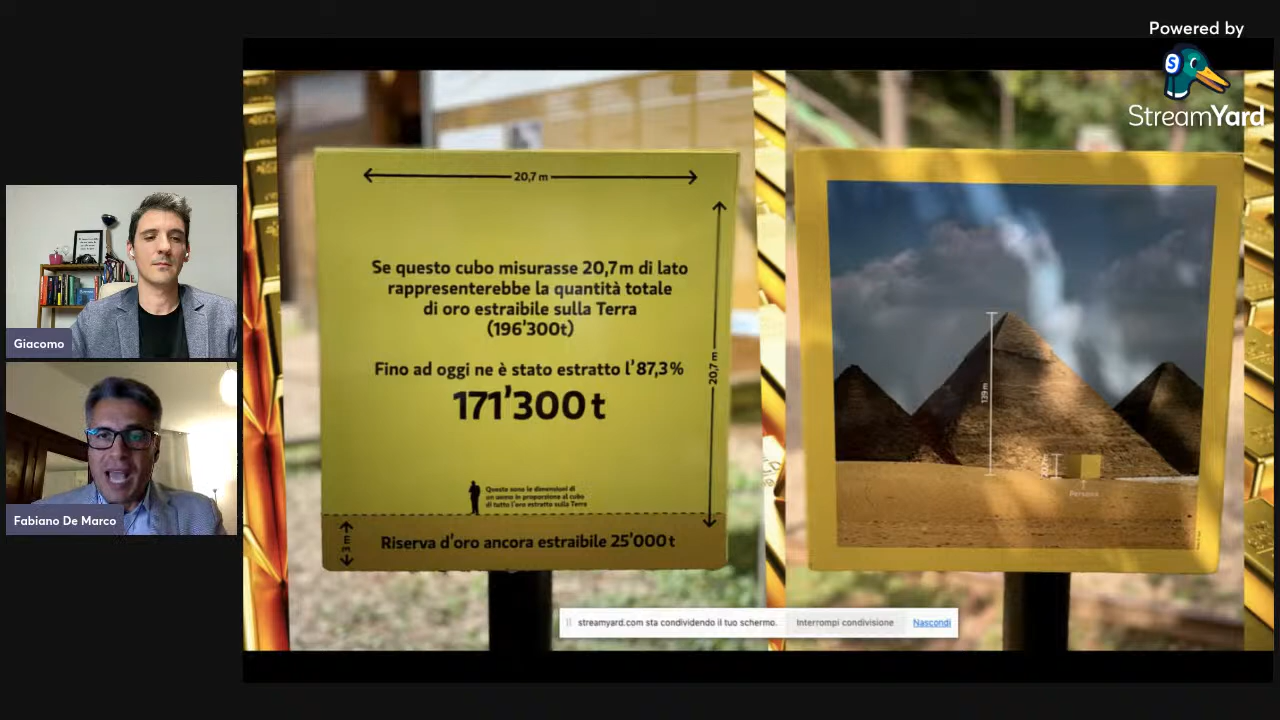 Powered by
StreamYard
Giacomo
Fabiano De Marco
20,7 m
Se questo cubo misurasse 20,7m di lato
rappresenterebbe la quantità totale
di oro estraibile sulla Terra
(196'300t)
Fino ad oggi ne è stato estratto l'87,3%
171'300t
20,7 m
Queste sono le dimensioni di
un uomo in proporzione al cubo
di tutto l'oro estratto sulla Terra
3 m
Riserva d'oro ancora estraibile 25'000t
139 m
Persona
streamyard.com sta condividendo il tuo schermo.
Interrompi condivisione
Nascondi